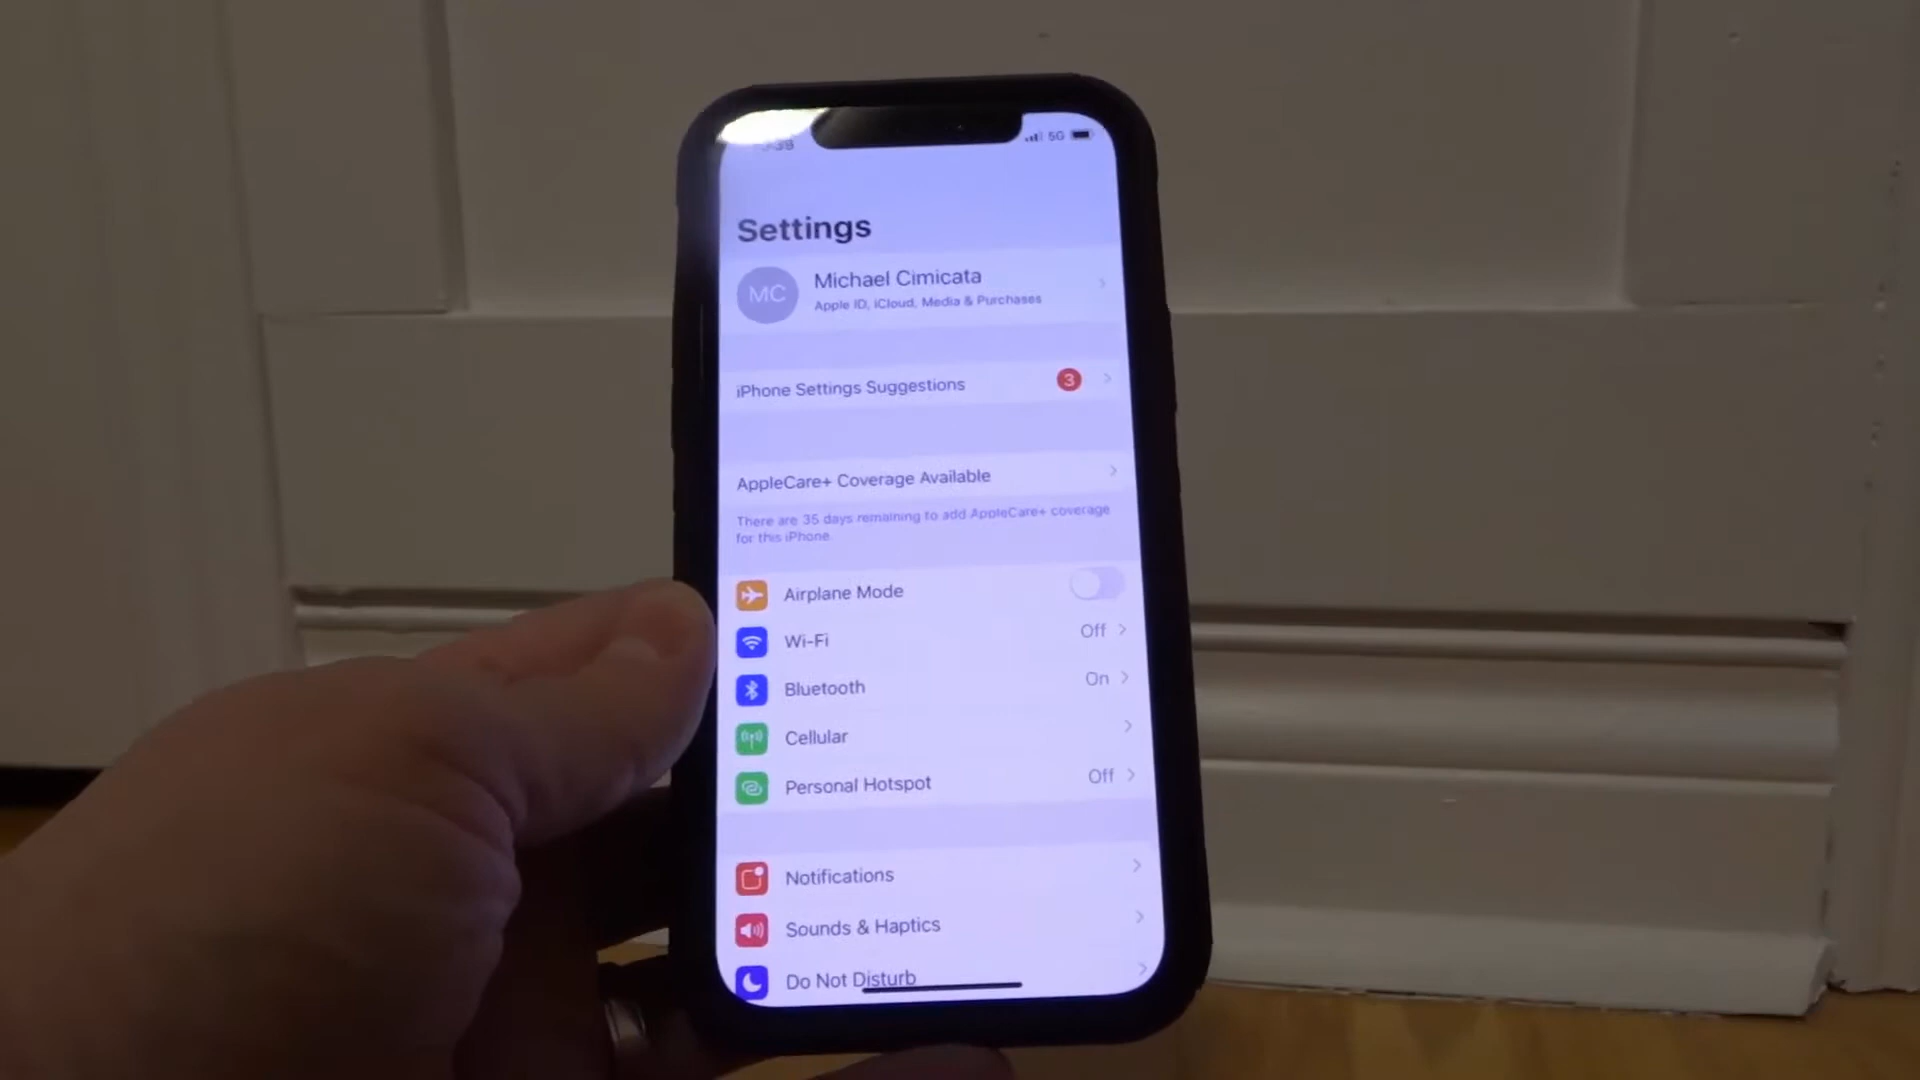 5G
Settings
MC
Michael Cimicata
Apple ID, iCloud, Media & Purchases
iPhone Settings Suggestions 3
AppleCare+ Coverage Available
There are 35 days remaining to add AppleCare+ coverage
for this iPhone.
Airplane Mode
Wi-Fi Off
Bluetooth On
Cellular
Personal Hotspot Off
Notifications
Sounds & Haptics
Do Not Disturb